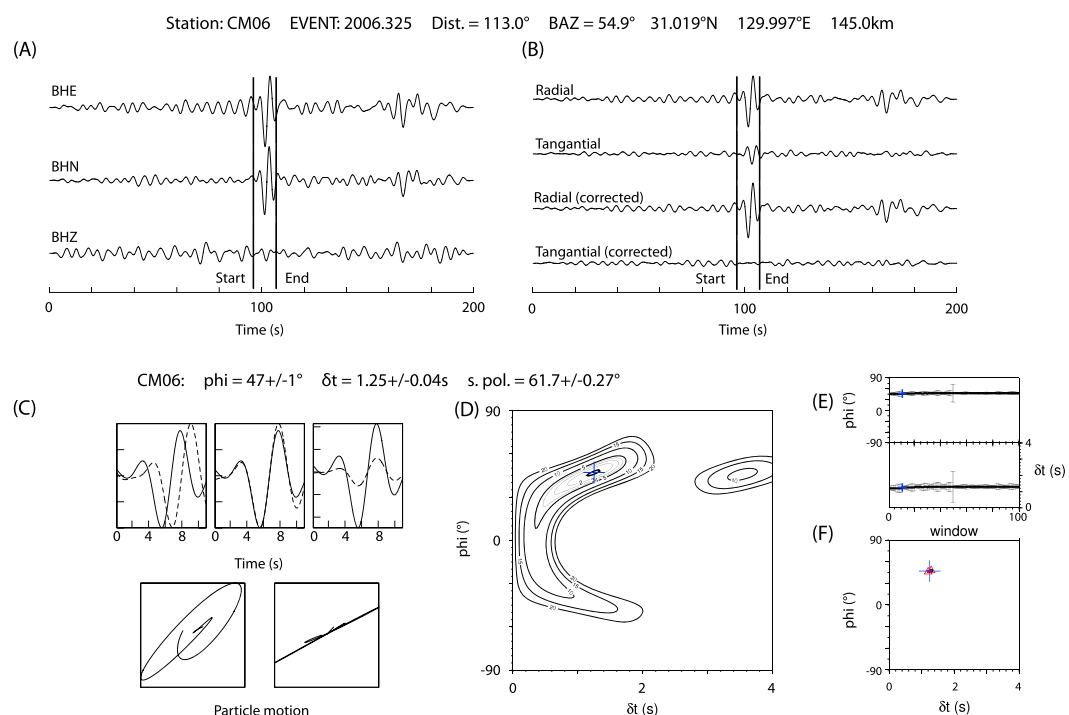 Station: CM06 EVENT: 2006.325 Dist. = 113.0° BAZ = 54.9° 31.019°N 129.997°E 145.0km
(A)
BHE
BHN
BHZ
Start End
0 100 200
Time (s)
(B)
Radial
Tangantial
Radial (corrected)
Tangantial (corrected)
Start End
0 100 200
Time (s)
CM06: phi = 47+/-1° δt = 1.25+/-0.04s s. pol. = 61.7+/-0.27°
(C)
0 4 8 0 4 8 0 4 8
Time (s)
Particle motion
(D)
90
phi (°)
0
-90
0 2 4
δt (s)
(E)
90
phi (°)
0
-90
4
δt (s)
0
0 100
window
(F)
90
phi (°)
0
-90
0 2 4
δt (s)